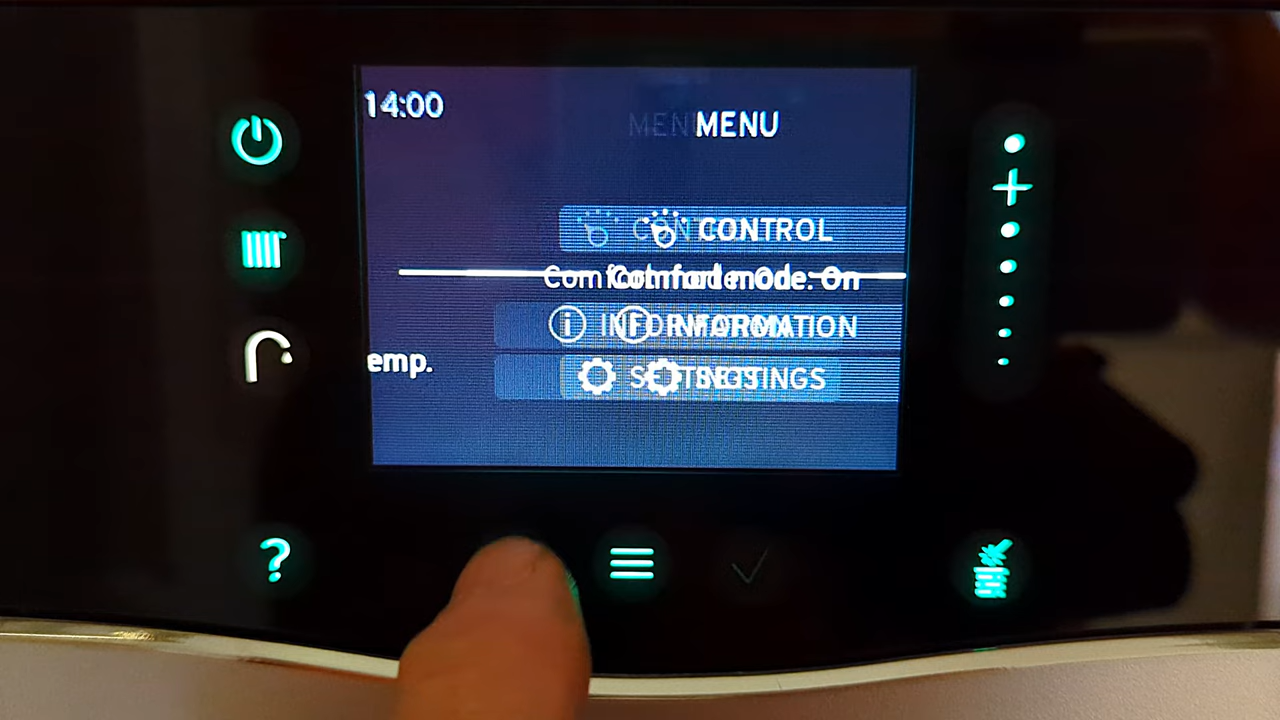 14:00
MENU
CONTROL
Comfort mode: On
INFORMATION
emp.
SETTINGS
?